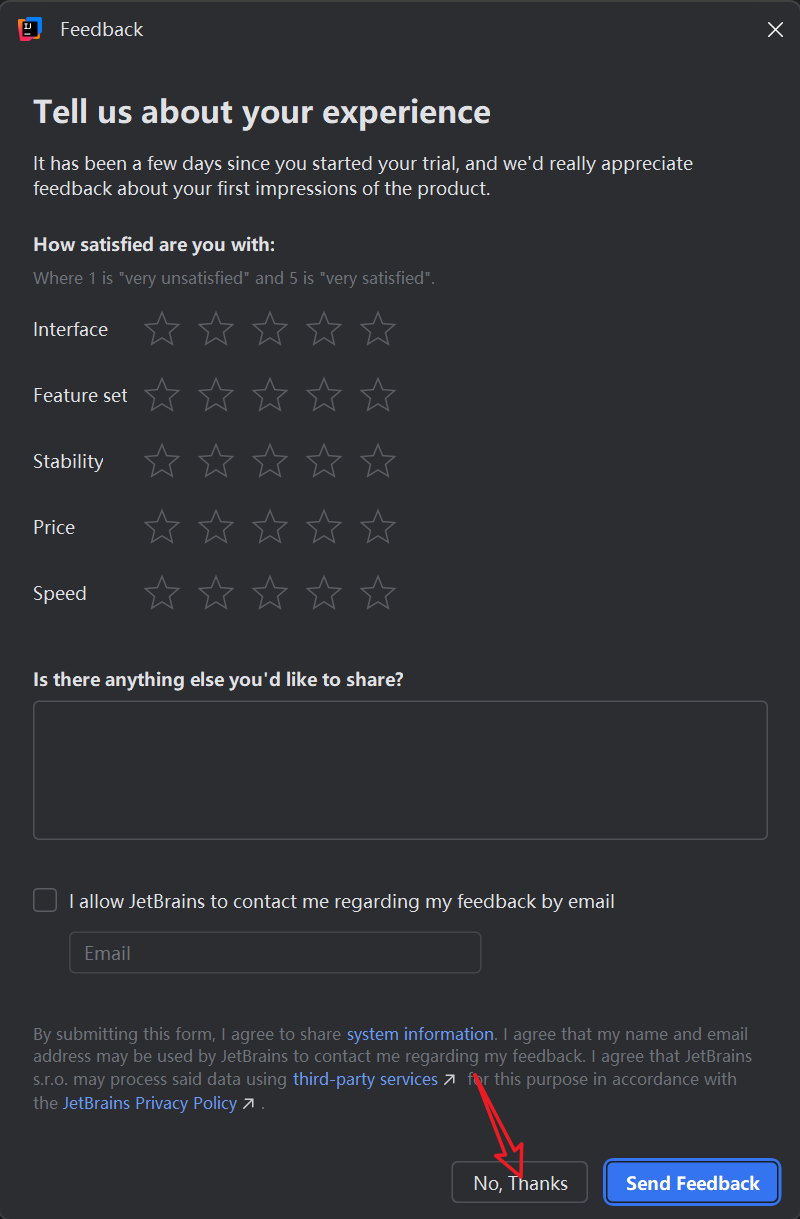 IJ
Feedback
Tell us about your experience
It has been a few days since you started your trial, and we'd really appreciate
feedback about your first impressions of the product.
How satisfied are you with:
Where 1 is "very unsatisfied" and 5 is "very satisfied".
Interface
Feature set
Stability
Price
Speed
Is there anything else you'd like to share?
I allow JetBrains to contact me regarding my feedback by email
Email
By submitting this form, I agree to share system information. I agree that my name and email
address may be used by JetBrains to contact me regarding my feedback. I agree that JetBrains
s.r.o. may process said data using third-party services ↗ for this purpose in accordance with
the JetBrains Privacy Policy ↗ .
No, Thanks
Send Feedback